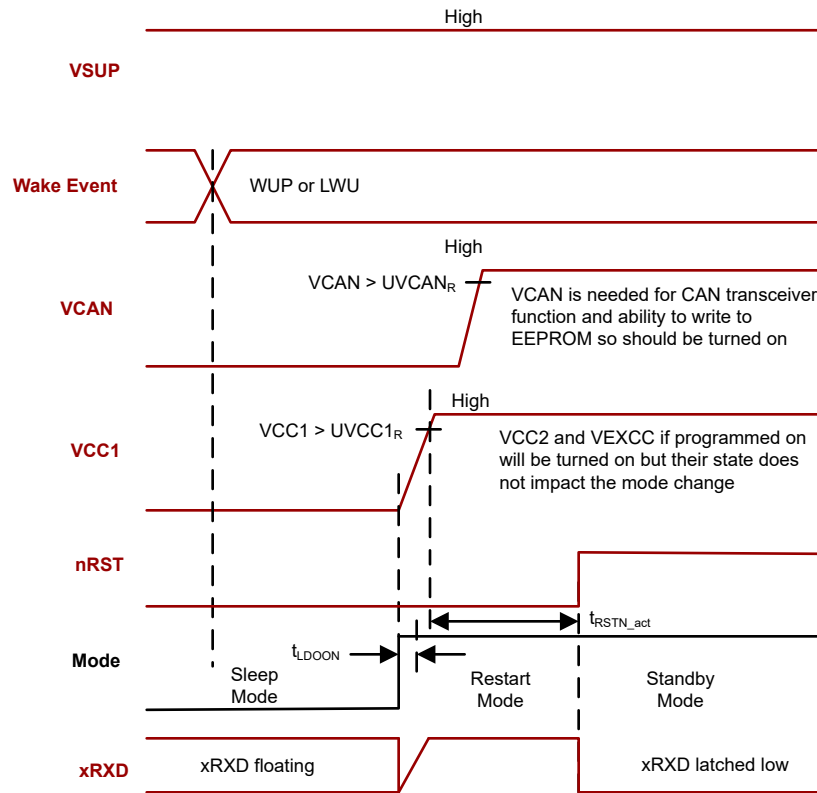 High
VSUP
Wake Event
WUP or LWU
High
VCAN > UVCANR
VCAN
VCAN is needed for CAN transceiver
function and ability to write to
EEPROM so should be turned on
High
VCC1 > UVCC1R
VCC1
VCC2 and VEXCC if programmed on
will be turned on but their state does
not impact the mode change
nRST
tRSTN_act
Mode
tLDOON
Sleep
Mode
Restart
Mode
Standby
Mode
xRXD
xRXD floating
xRXD latched low